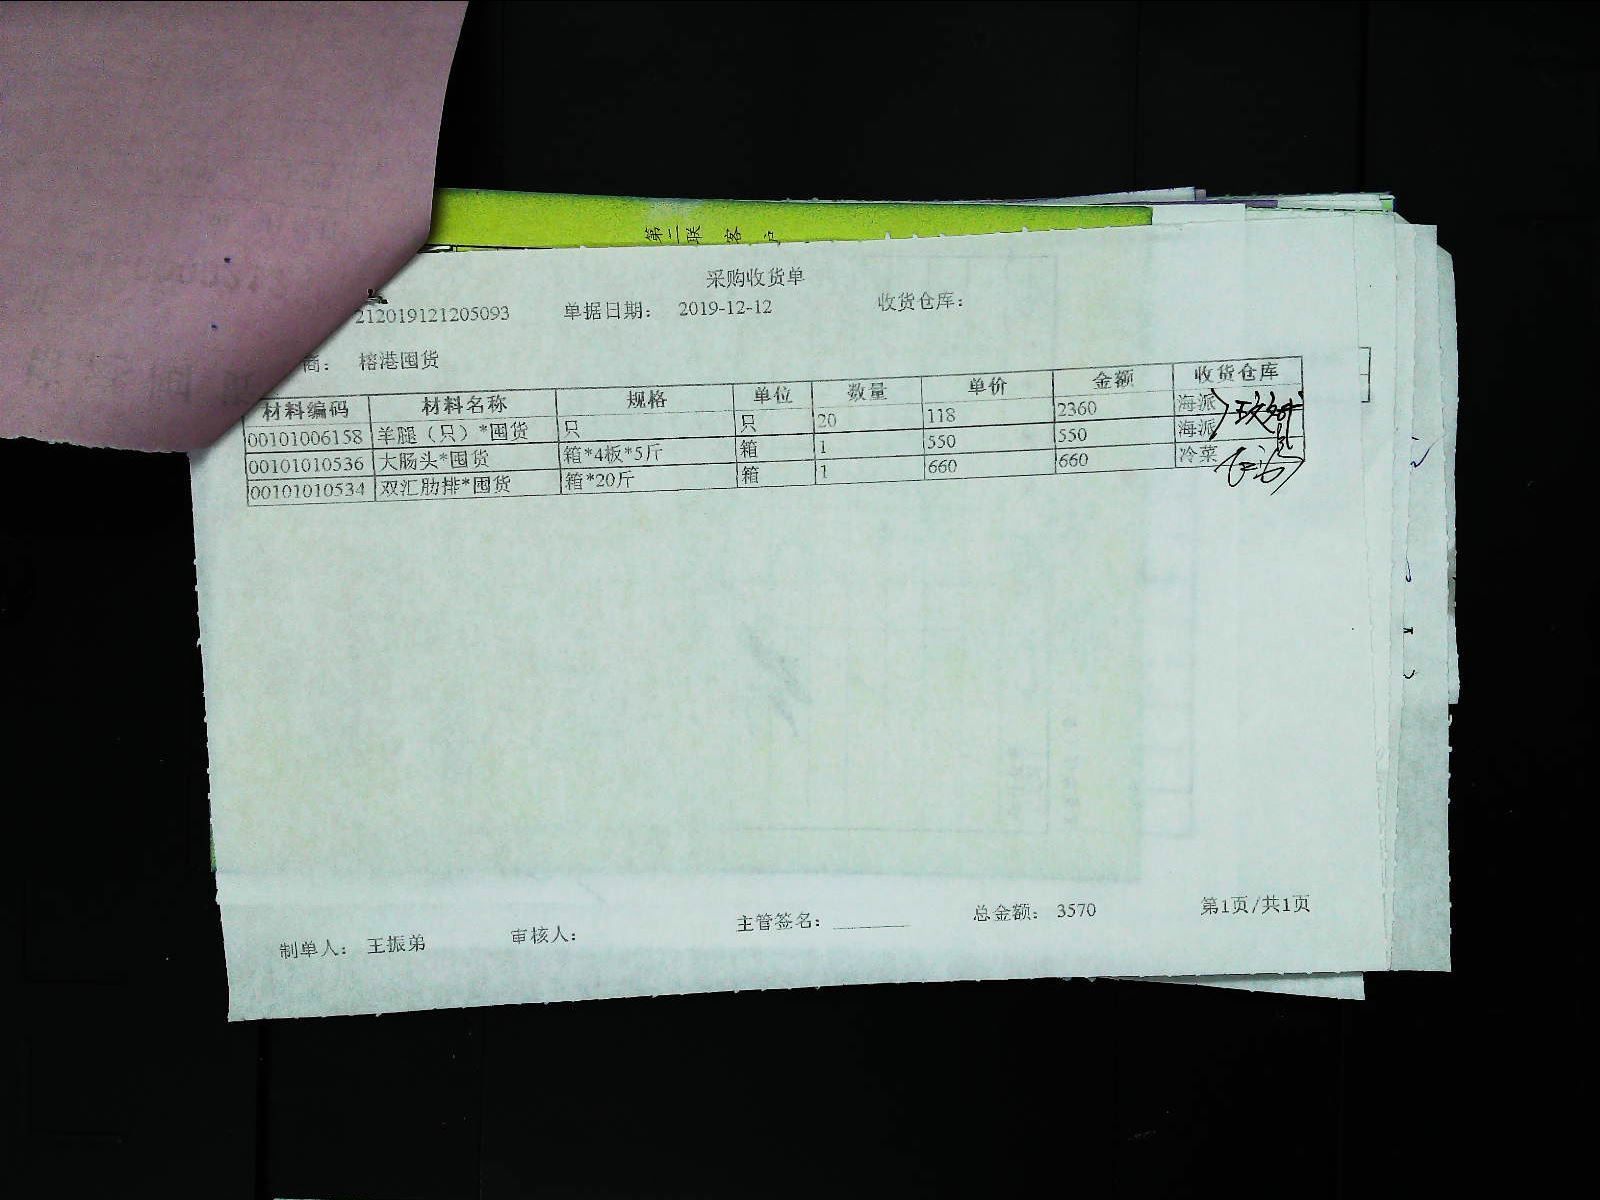 第二联 客户
采购收货单
212019121205093 单据日期： 2019-12-12 收货仓库：
商： 榕港囤货
材料编码 材料名称 规格 单位 数量 单价 金额 收货仓库
00101006158 羊腿（只）*囤货 只 只 20 118 2360 海派
00101010536 大肠头*囤货 箱*4板*5斤 箱 1 550 550 海派
00101010534 双汇肋排*囤货 箱*20斤 箱 1 660 660 冷菜
制单人： 王振弟 审核人： 主管签名： 总金额： 3570 第1页/共1页